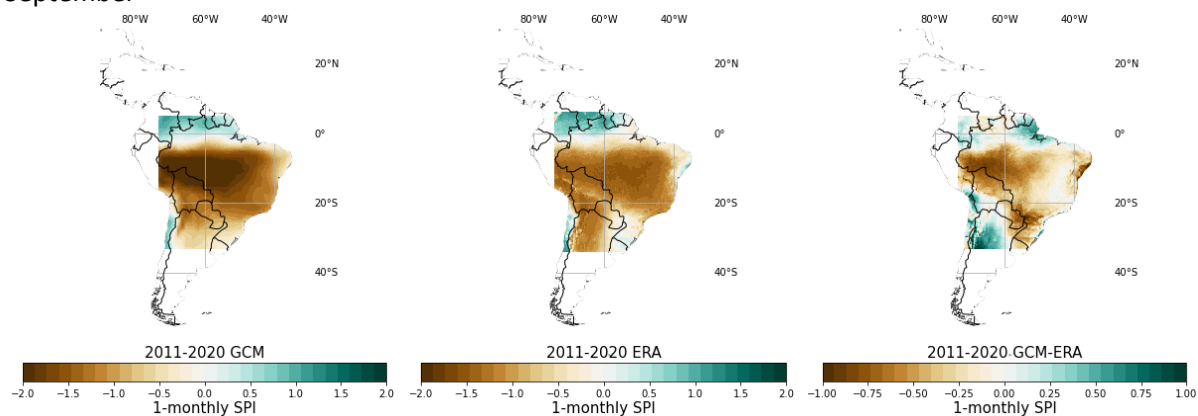 September
80°W 60°W 40°W
20°N
0°
20°S
40°S
2011-2020 GCM
−2.0 −1.5 −1.0 −0.5 0.0 0.5 1.0 1.5 2.0
1-monthly SPI
80°W 60°W 40°W
20°N
0°
20°S
40°S
2011-2020 ERA
−2.0 −1.5 −1.0 −0.5 0.0 0.5 1.0 1.5 2.0
1-monthly SPI
80°W 60°W 40°W
20°N
0°
20°S
40°S
2011-2020 GCM-ERA
−1.00 −0.75 −0.50 −0.25 0.00 0.25 0.50 0.75 1.00
1-monthly SPI